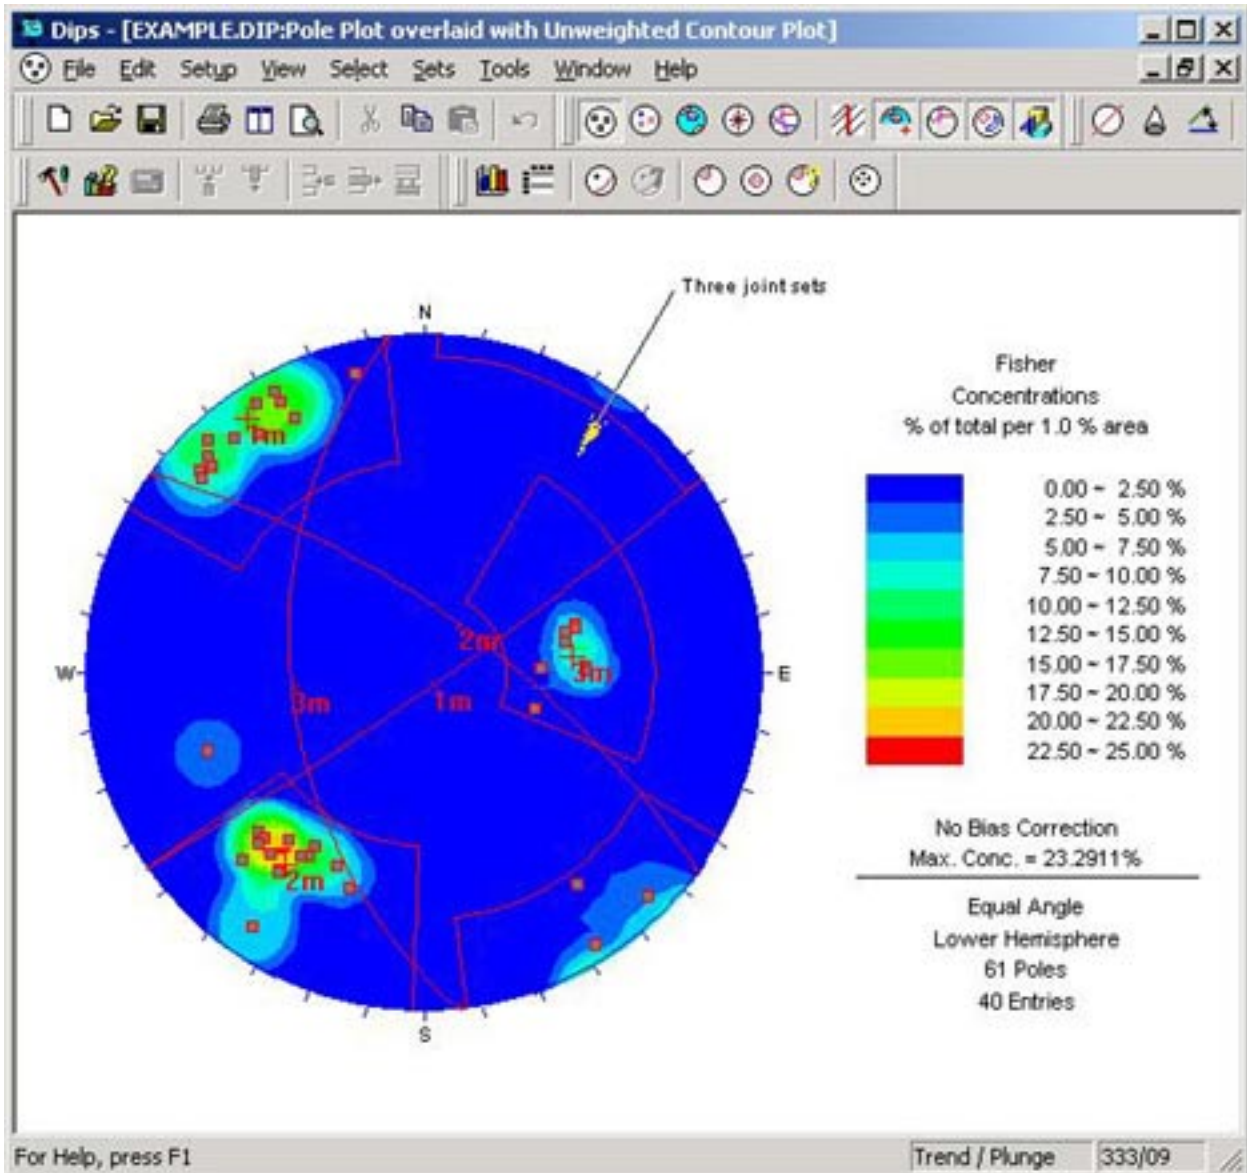 Dips - [EXAMPLE.DIP:Pole Plot overlaid with Unweighted Contour Plot]
File Edit Setup View Select Sets Tools Window Help
Three joint sets
N
W
E
S
1m
2m
3m
3m
1m
2m
Fisher
Concentrations
% of total per 1.0 % area
0.00 ~ 2.50 %
2.50 ~ 5.00 %
5.00 ~ 7.50 %
7.50 ~ 10.00 %
10.00 ~ 12.50 %
12.50 ~ 15.00 %
15.00 ~ 17.50 %
17.50 ~ 20.00 %
20.00 ~ 22.50 %
22.50 ~ 25.00 %
No Bias Correction
Max. Conc. = 23.2911%
Equal Angle
Lower Hemisphere
61 Poles
40 Entries
For Help, press F1
Trend / Plunge 333/09